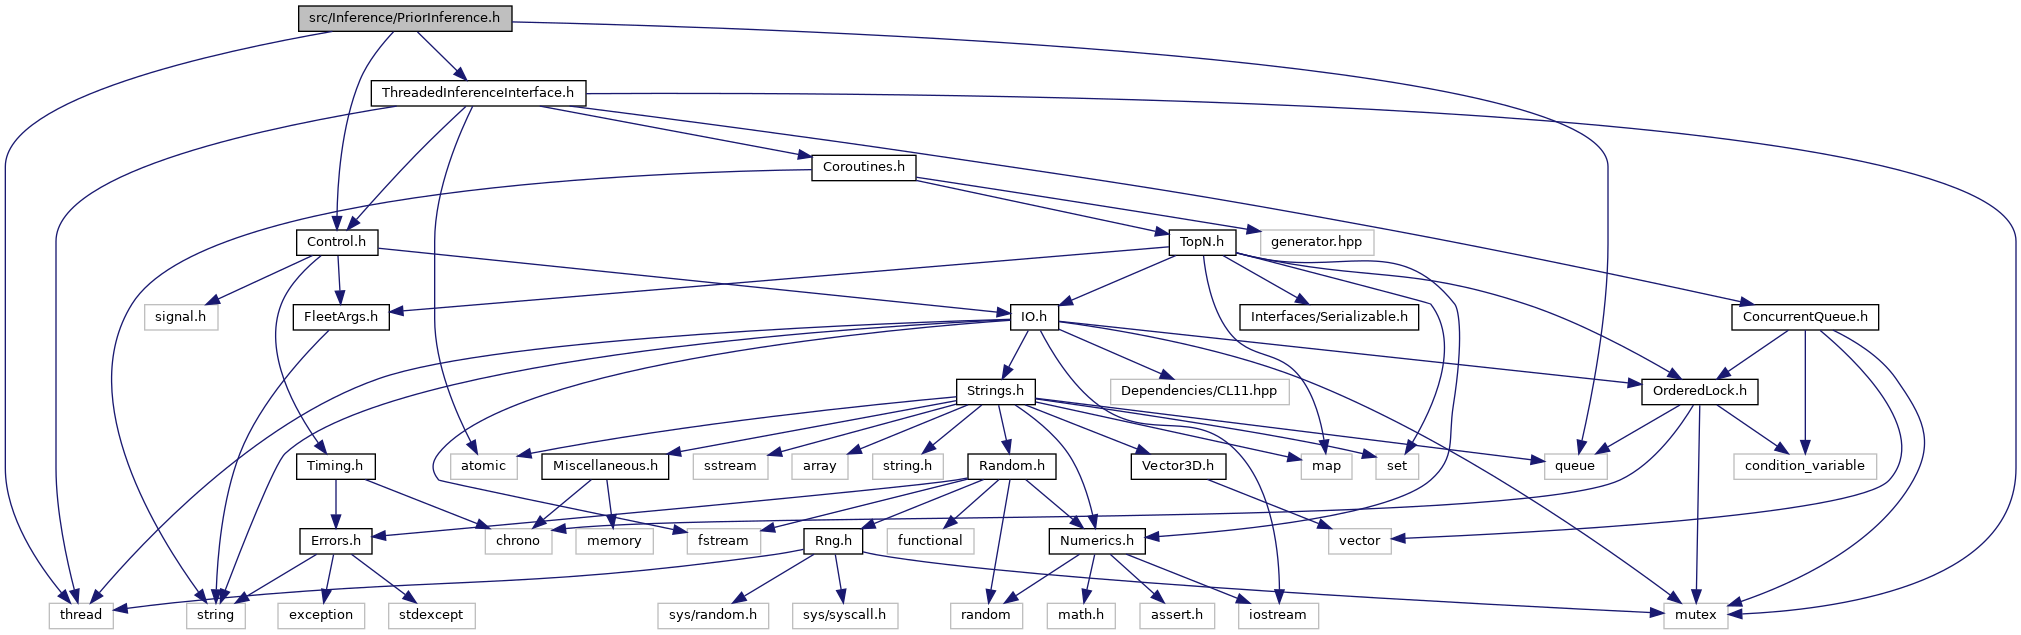 src/Inference/PriorInference.h
ThreadedInferenceInterface.h
Coroutines.h
Control.h
TopN.h
generator.hpp
signal.h
FleetArgs.h
IO.h
Interfaces/Serializable.h
ConcurrentQueue.h
Strings.h
Dependencies/CL11.hpp
OrderedLock.h
Timing.h
atomic
Miscellaneous.h
sstream
array
string.h
Random.h
Vector3D.h
map
set
queue
condition_variable
Errors.h
chrono
memory
fstream
Rng.h
functional
Numerics.h
vector
thread
string
exception
stdexcept
sys/random.h
sys/syscall.h
random
math.h
assert.h
iostream
mutex